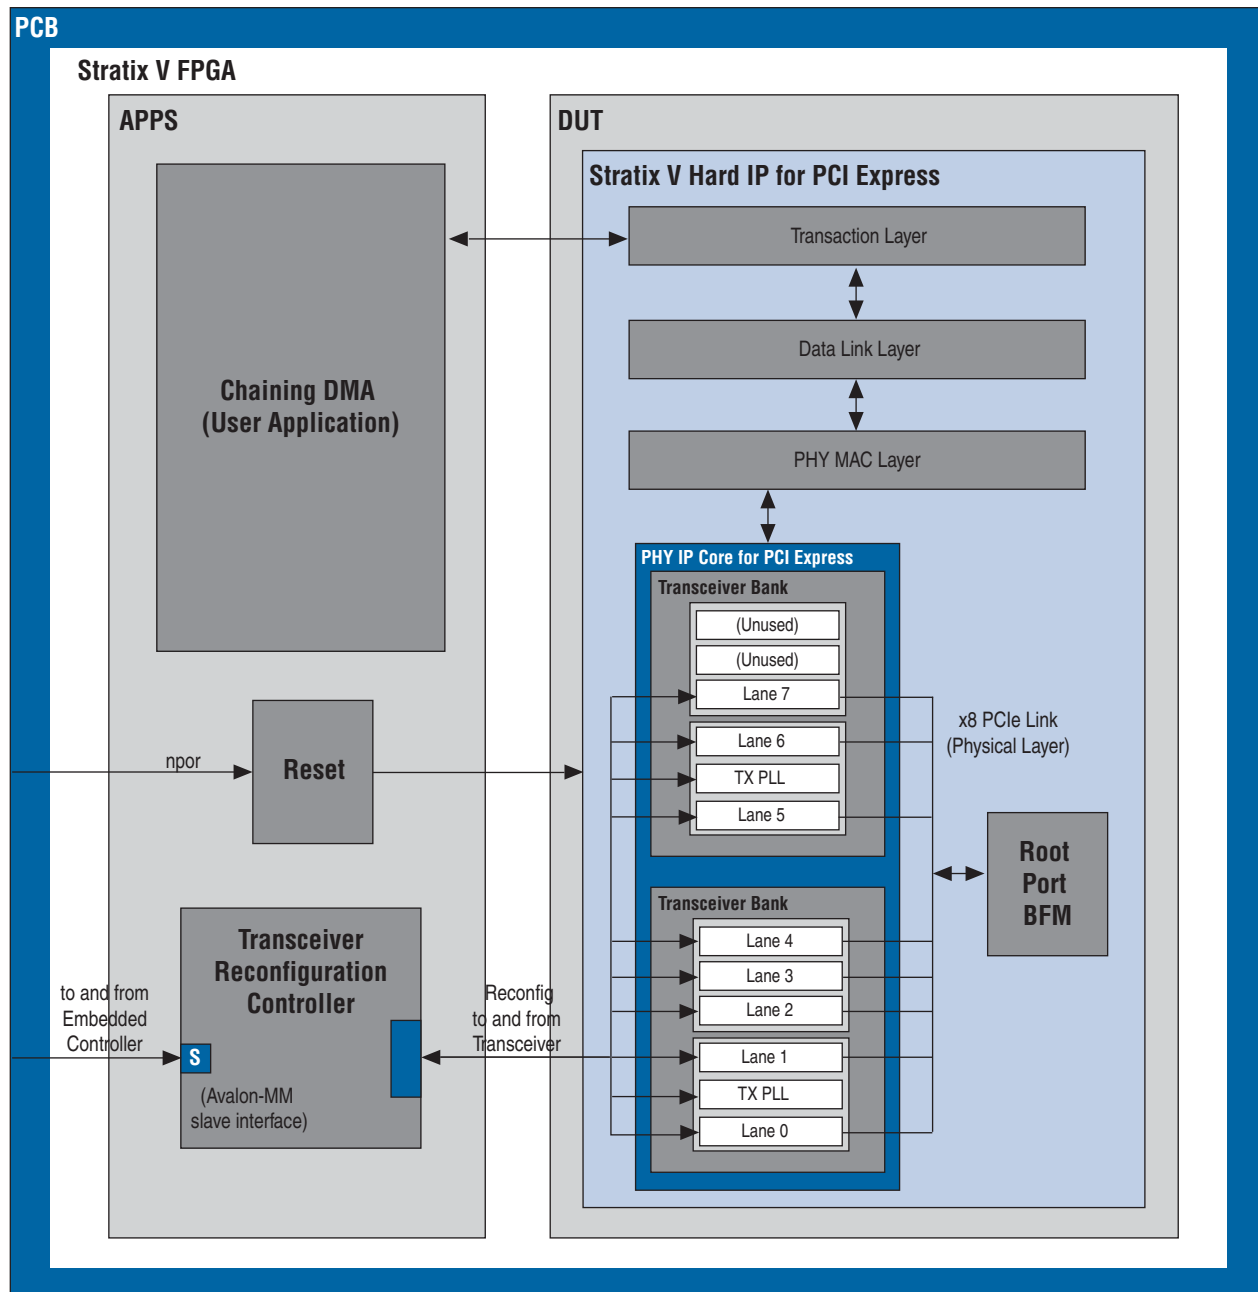 PCB
Stratix V FPGA
APPS
Chaining DMA
(User Application)
npor
Reset
Transceiver
Reconfiguration
Controller
to and from
Embedded
Controller
S
(Avalon-MM
slave interface)
Reconfig
to and from
Transceiver
DUT
Stratix V Hard IP for PCI Express
Transaction Layer
Data Link Layer
PHY MAC Layer
PHY IP Core for PCI Express
Transceiver Bank
(Unused)
(Unused)
Lane 7
Lane 6
TX PLL
Lane 5
Transceiver Bank
Lane 4
Lane 3
Lane 2
Lane 1
TX PLL
Lane 0
x8 PCIe Link
(Physical Layer)
Root
Port
BFM